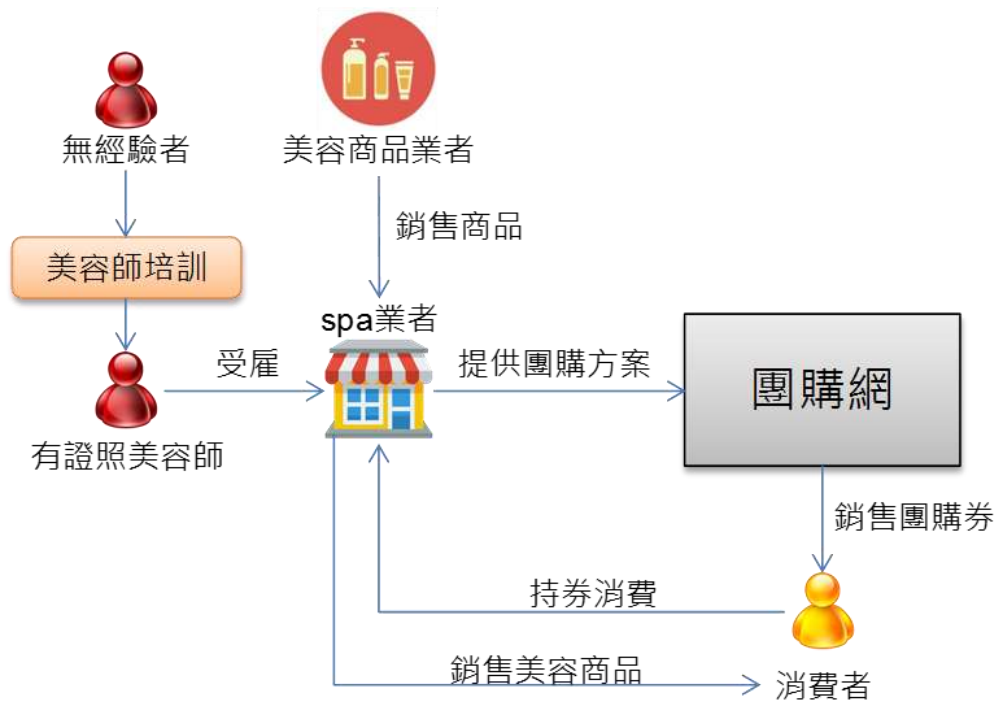 無經驗者
美容商品業者
銷售商品
美容師培訓
spa業者
受雇
提供團購方案
團購網
有證照美容師
銷售團購券
持券消費
銷售美容商品
消費者